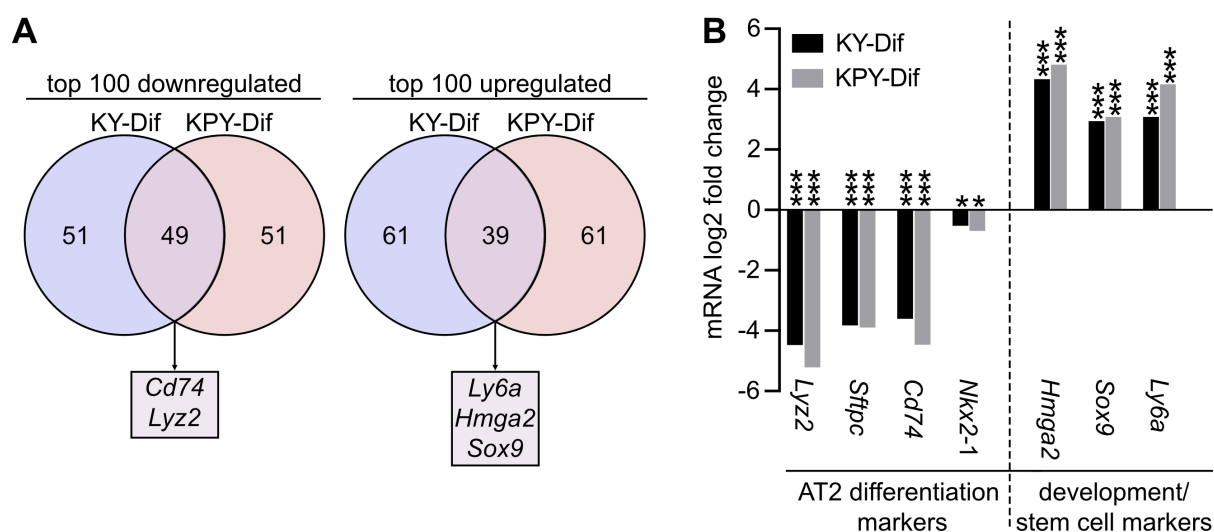 A
top 100 downregulated
KY-Dif KPY-Dif
51 49 51
Cd74
Lyz2
top 100 upregulated
KY-Dif KPY-Dif
61 39 61
Ly6a
Hmga2
Sox9
B
mRNA log2 fold change
6
4
2
0
-2
-4
-6
KY-Dif
KPY-Dif
*** *** *** *** *** *** * * *** *** *** *** *** ***
Lyz2 Sftpc Cd74 Nkx2-1 Hmga2 Sox9 Ly6a
AT2 differentiation
markers
development/
stem cell markers